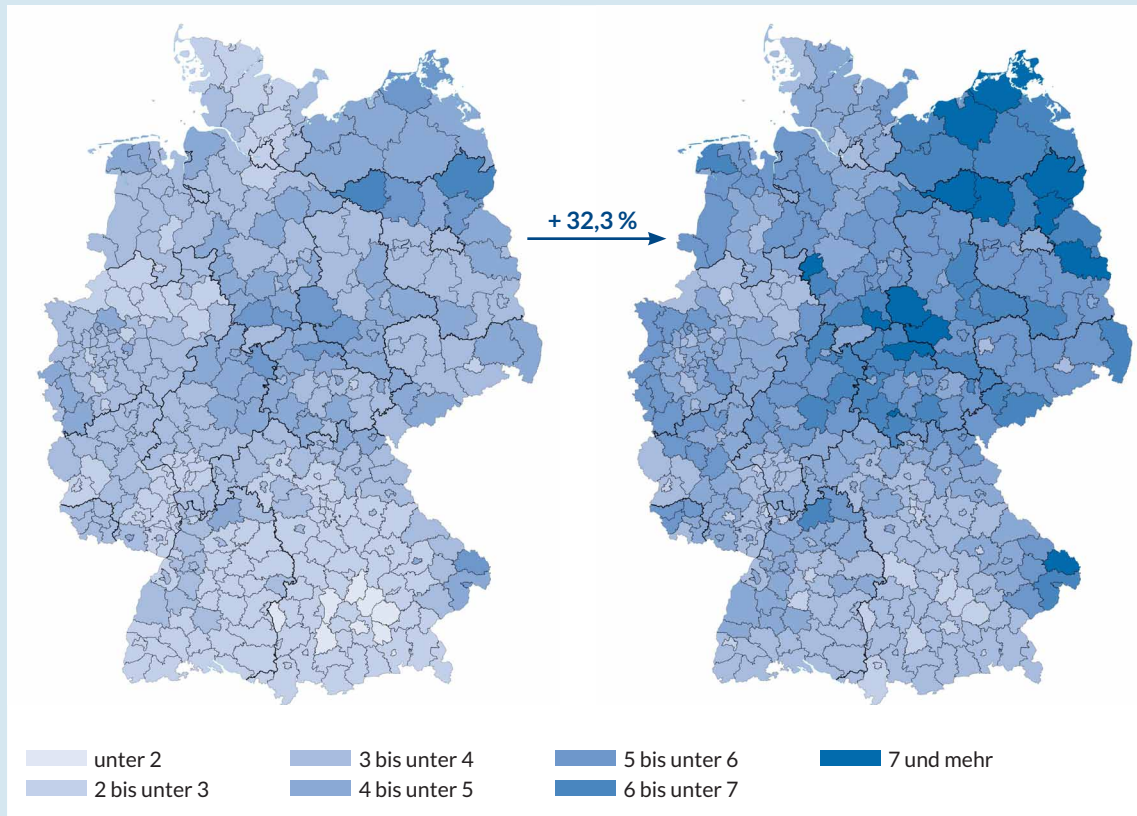 + 32,3 %
unter 2
2 bis unter 3
3 bis unter 4
4 bis unter 5
5 bis unter 6
6 bis unter 7
7 und mehr